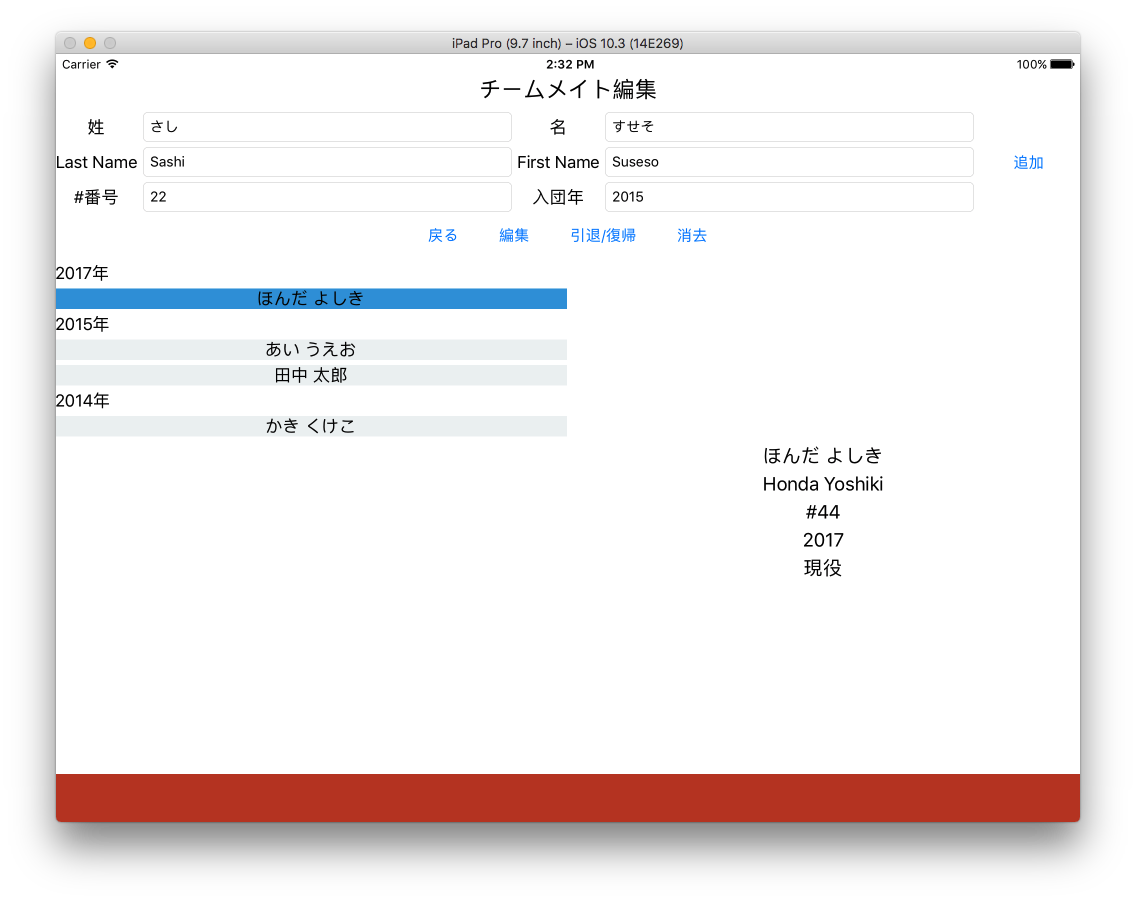 iPad Pro (9.7 inch) – iOS 10.3 (14E269)
Carrier 2:32 PM 100%
チームメイト編集
姓 さし 名 すせそ
Last Name Sashi First Name Suseso 追加
#番号 22 入団年 2015
戻る 編集 引退/復帰 消去
2017年
ほんだ よしき
2015年
あい うえお
田中 太郎
2014年
かき くけこ
ほんだ よしき
Honda Yoshiki
#44
2017
現役